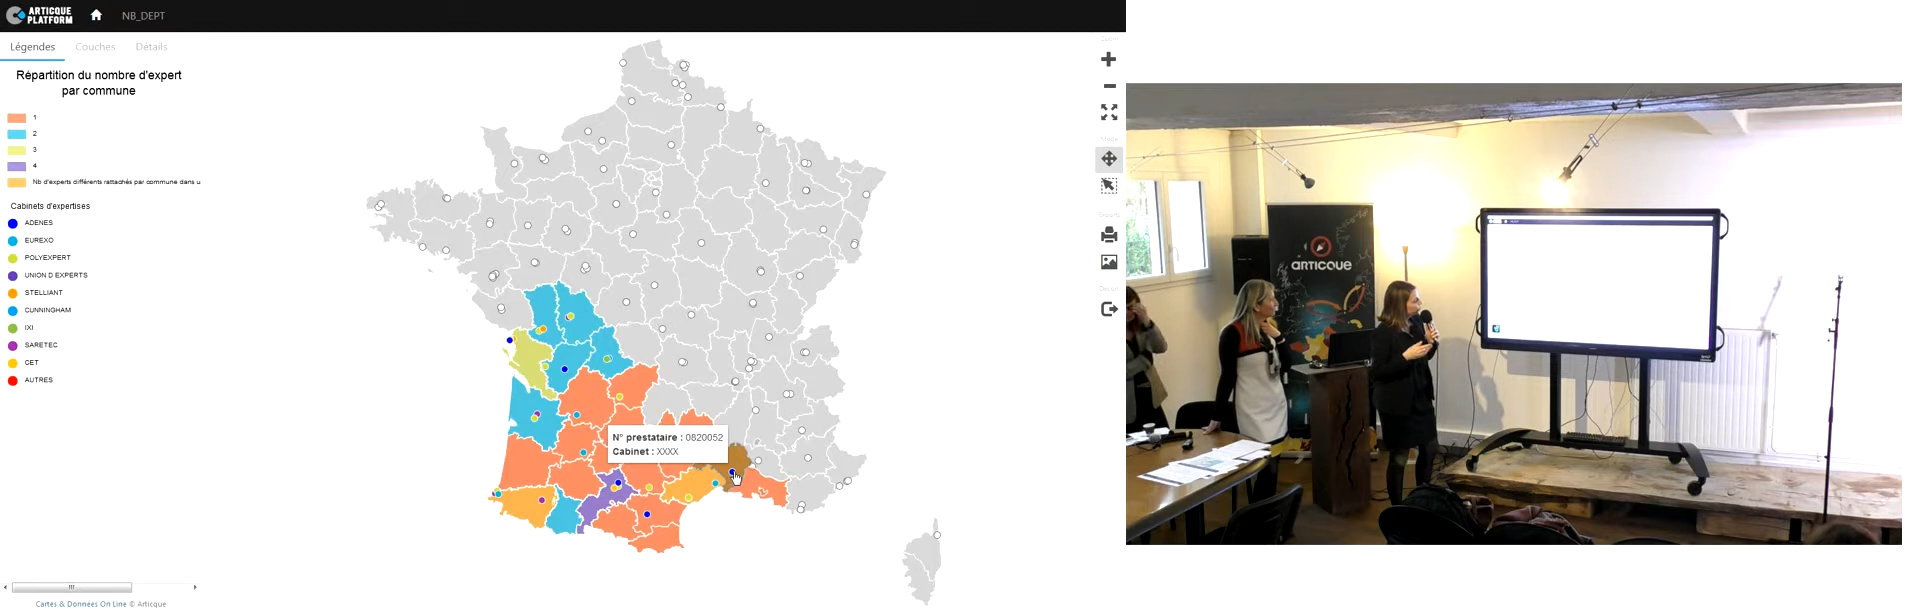 ARTICQUE
PLATFORM
NB_DEPT
Légendes
Couches
Détails
Répartition du nombre d'expert
par commune
1
2
3
4
Nb d'experts différents rattachés par commune dans u
Cabinets d'expertises
ADENES
EUREXO
POLYEXPERT
UNION D EXPERTS
STELLIANT
CUNNINGHAM
IXI
SARETEC
CET
AUTRES
N° prestataire : 0820052
Cabinet : XXXX
Cartes & Données On Line © Articque
ARTICQUE